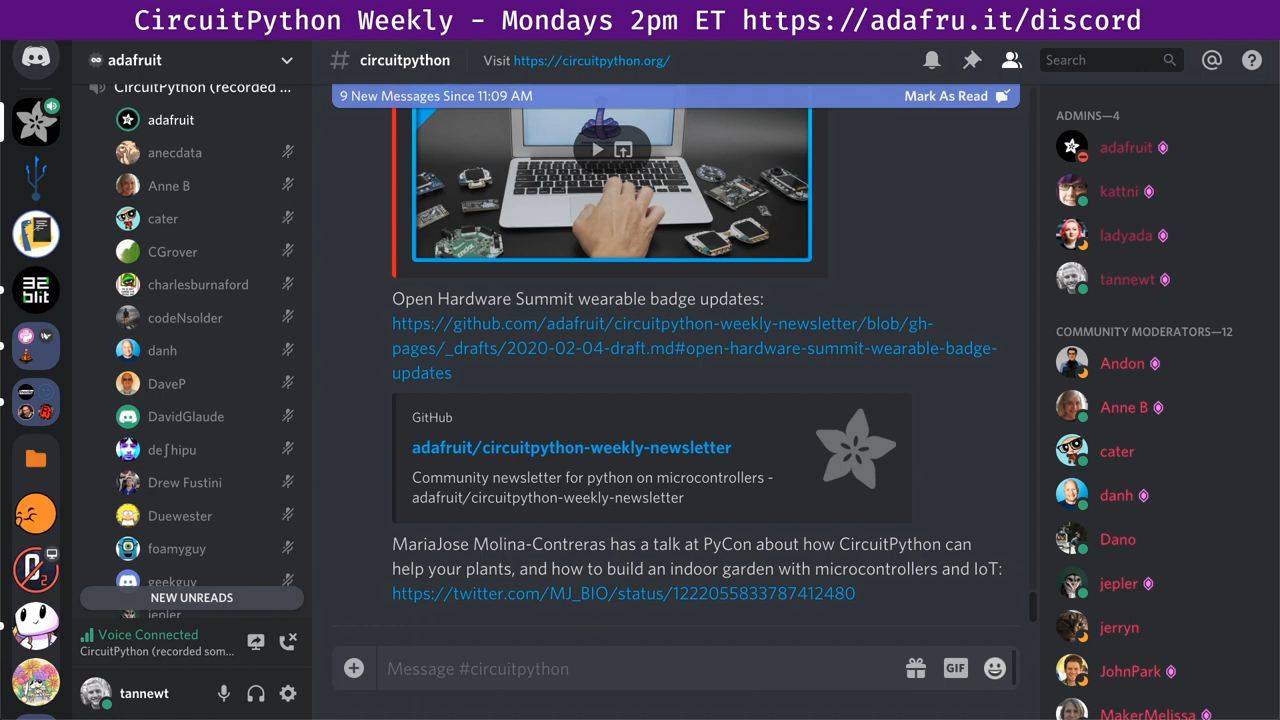 CircuitPython Weekly - Mondays 2pm ET https://adafru.it/discord
adafruit
CircuitPython (recorded ...
adafruit
anecdata
Anne B
cater
CGrover
charlesburnaford
codeNsolder
danh
DaveP
DavidGlaude
de∫hipu
Drew Fustini
Duewester
foamyguy
geekguy
jepler
NEW UNREADS
Voice Connected
CircuitPython (recorded som...
tannewt
32
blit
2
# circuitpython
Visit https://circuitpython.org/
Search
9 New Messages Since 11:09 AM
Mark As Read
Open Hardware Summit wearable badge updates:
https://github.com/adafruit/circuitpython-weekly-newsletter/blob/gh-
pages/_drafts/2020-02-04-draft.md#open-hardware-summit-wearable-badge-
updates
GitHub
adafruit/circuitpython-weekly-newsletter
Community newsletter for python on microcontrollers -
adafruit/circuitpython-weekly-newsletter
MariaJose Molina-Contreras has a talk at PyCon about how CircuitPython can
help your plants, and how to build an indoor garden with microcontrollers and IoT:
https://twitter.com/MJ_BIO/status/1222055833787412480
Message #circuitpython
GIF
ADMINS—4
adafruit
kattni
ladyada
tannewt
COMMUNITY MODERATORS—12
Andon
Anne B
cater
danh
Dano
jepler
jerryn
JohnPark
MakerMelissa